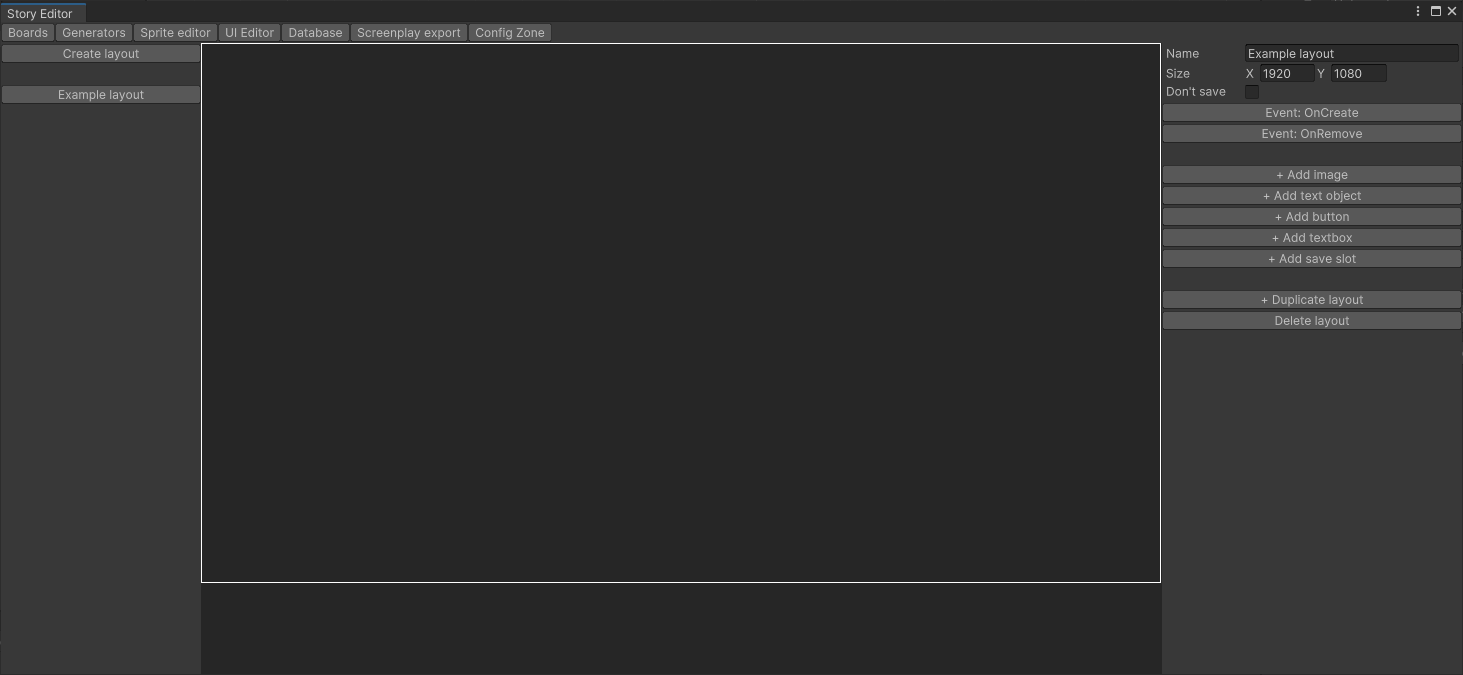 Story Editor
Boards Generators Sprite editor UI Editor Database Screenplay export Config Zone
Create layout
Example layout
Name Example layout
Size X 1920 Y 1080
Don't save
Event: OnCreate
Event: OnRemove
+ Add image
+ Add text object
+ Add button
+ Add textbox
+ Add save slot
+ Duplicate layout
Delete layout